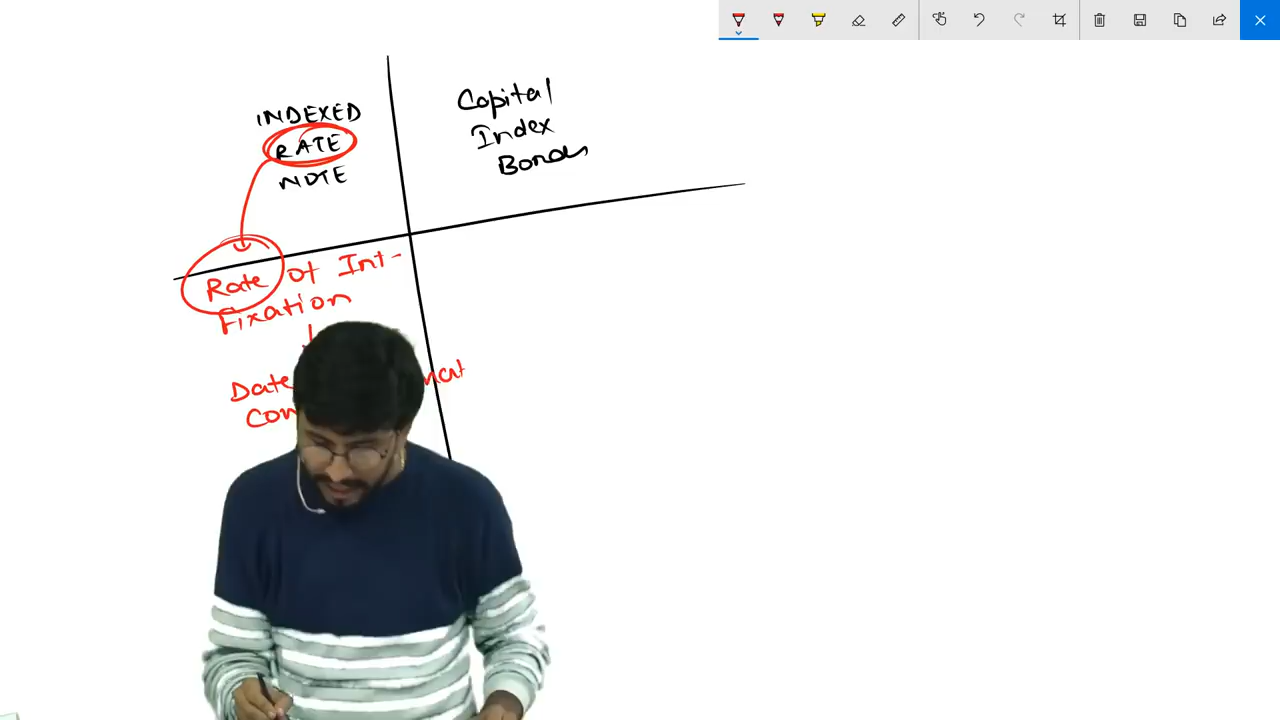 INDEXED
RATE
NOTE
Capital
Index
Bonds
Rate of Int-
Fixation
Date